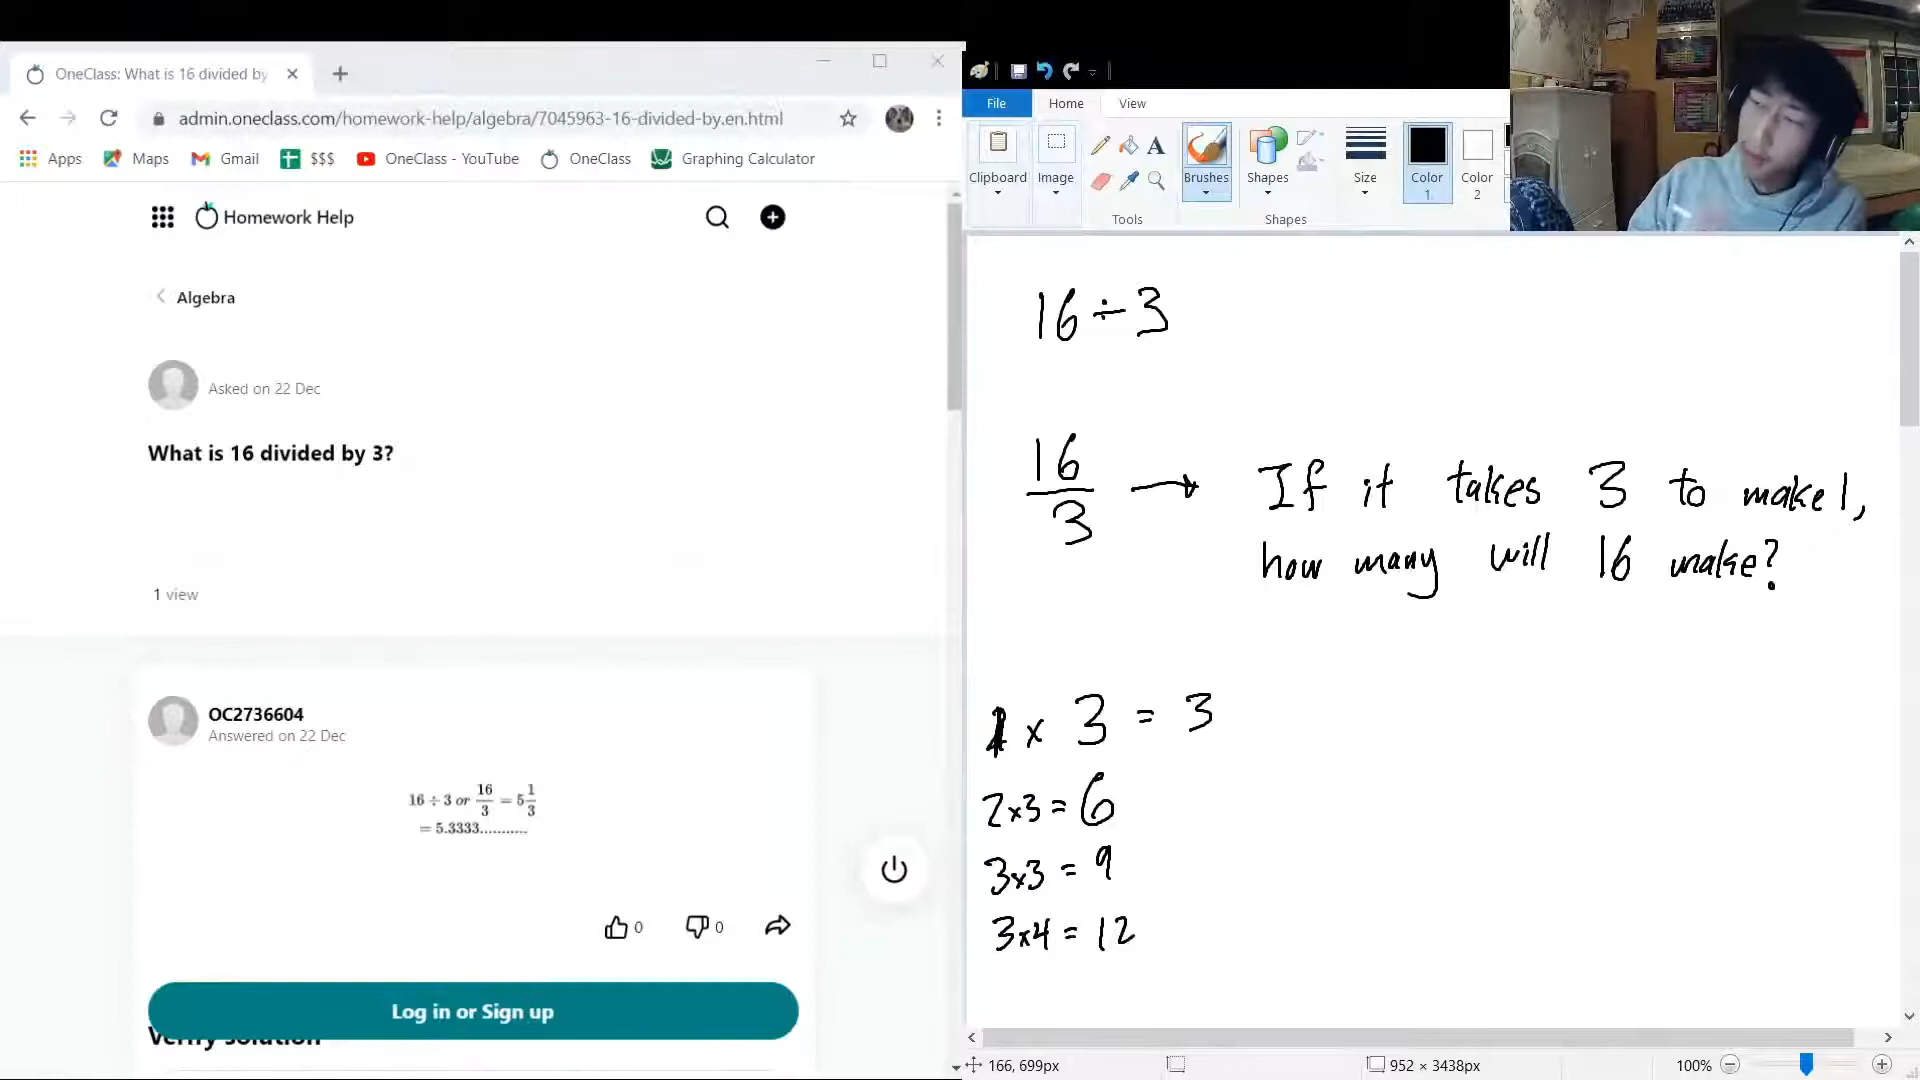 OneClass: What is 16 divided by
admin.oneclass.com/homework-help/algebra/7045963-16-divided-by.en.html
Apps Maps Gmail $$$ OneClass - YouTube OneClass Graphing Calculator
Homework Help
Algebra
Asked on 22 Dec
What is 16 divided by 3?
1 view
OC2736604
Answered on 22 Dec
16 ÷ 3 or 16/3 = 5 1/3
= 5.3333...........
0 0
Log in or Sign up
Verify solution
File Home View
Clipboard Image Tools Brushes Shapes Size Color 1 Color 2
Shapes
16 ÷ 3
16/3 → If it takes 3 to make 1,
how many will 16 make?
1 x 3 = 3
2x3 = 6
3x3 = 9
3x4 = 12
166, 699px 952 × 3438px 100%